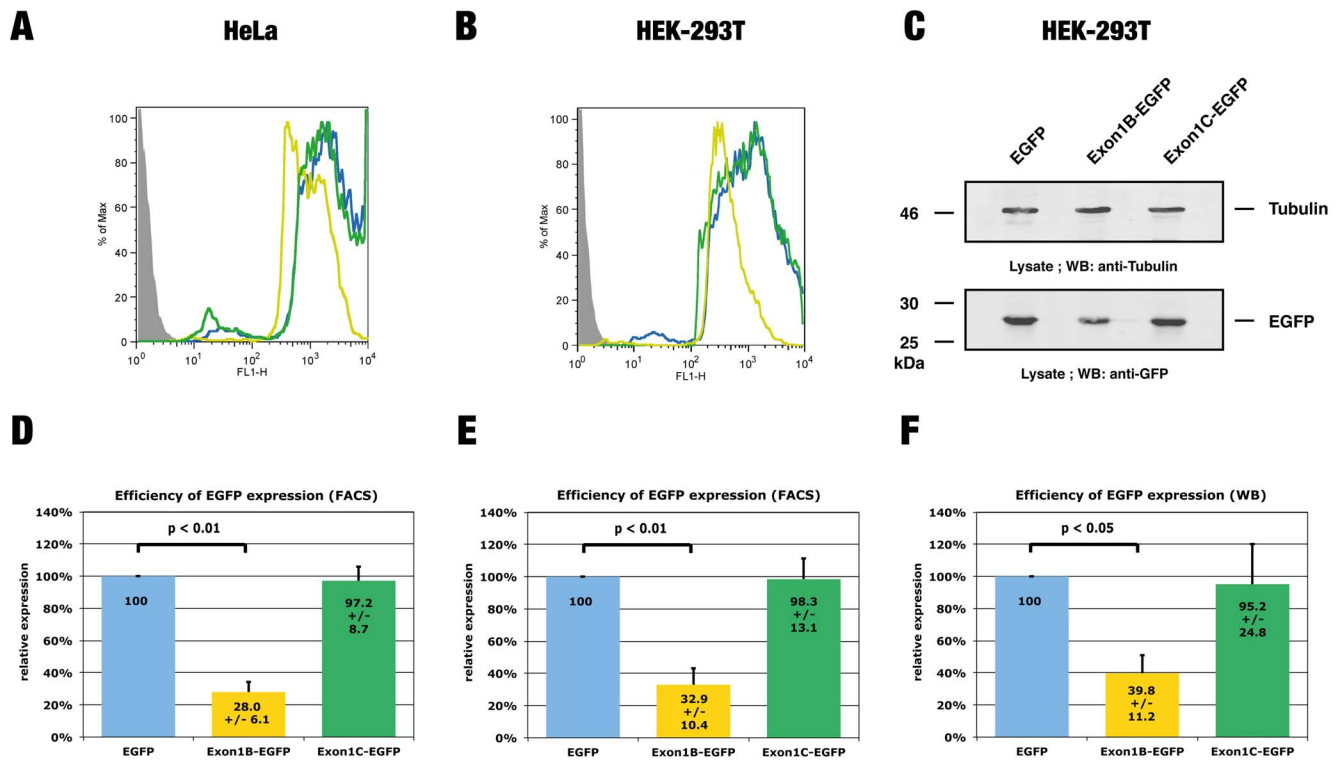 A
HeLa
B
HEK-293T
C
HEK-293T
100
80
60
40
20
0
% of Max
10^0
10^1
10^2
10^3
10^4
FL1-H
100
80
60
40
20
0
% of Max
10^0
10^1
10^2
10^3
10^4
FL1-H
EGFP
Exon1B-EGFP
Exon1C-EGFP
46
Tubulin
Lysate ; WB: anti-Tubulin
30
25
kDa
EGFP
Lysate ; WB: anti-GFP
D
Efficiency of EGFP expression (FACS)
relative expression
140%
120%
100%
80%
60%
40%
20%
0%
p < 0.01
100
28.0
+/- 6.1
97.2
+/-
8.7
EGFP
Exon1B-EGFP
Exon1C-EGFP
E
Efficiency of EGFP expression (FACS)
relative expression
140%
120%
100%
80%
60%
40%
20%
0%
p < 0.01
100
32.9
+/-
10.4
98.3
+/-
13.1
EGFP
Exon1B-EGFP
Exon1C-EGFP
F
Efficiency of EGFP expression (WB)
relative expression
140%
120%
100%
80%
60%
40%
20%
0%
p < 0.05
100
39.8
+/-
11.2
95.2
+/-
24.8
EGFP
Exon1B-EGFP
Exon1C-EGFP